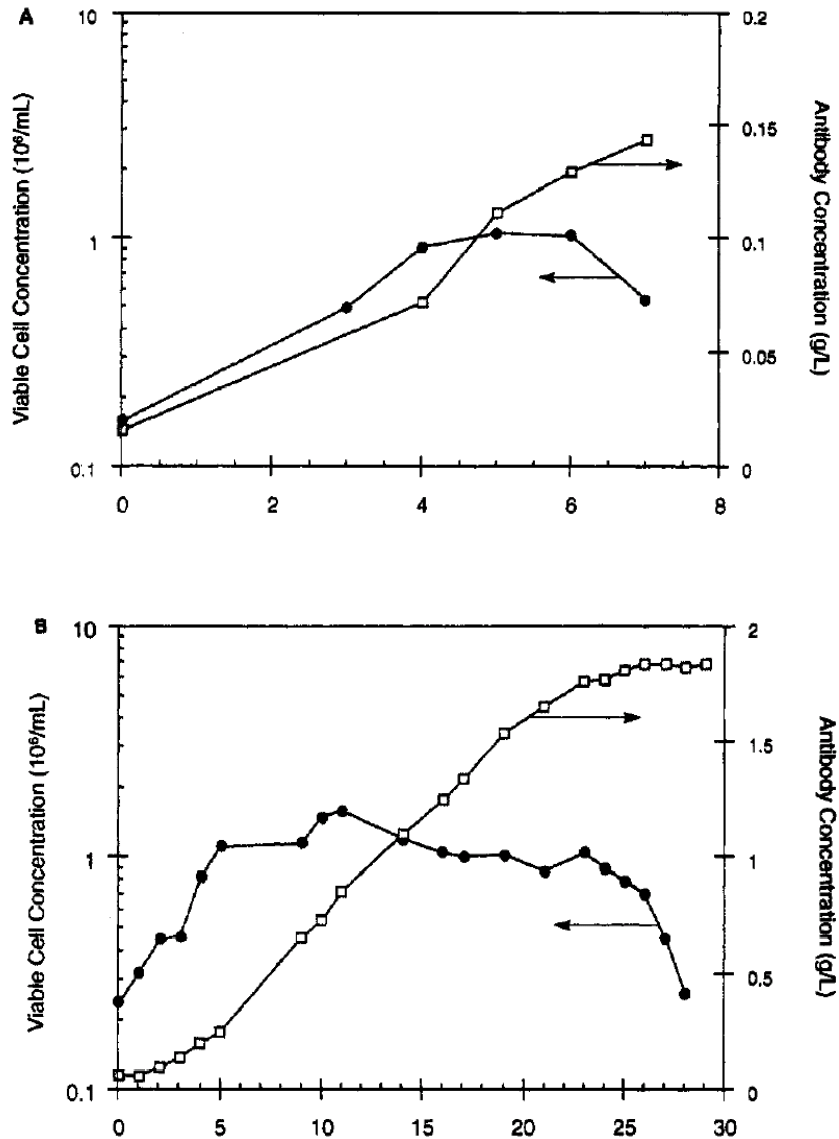 A
10
1
0.1
Viable Cell Concentration (10⁶/mL)
0.2
0.15
0.1
0.05
0
Antibody Concentration (g/L)
0 2 4 6 8
B
10
1
0.1
Viable Cell Concentration (10⁶/mL)
2
1.5
1
0.5
0
Antibody Concentration (g/L)
0 5 10 15 20 25 30